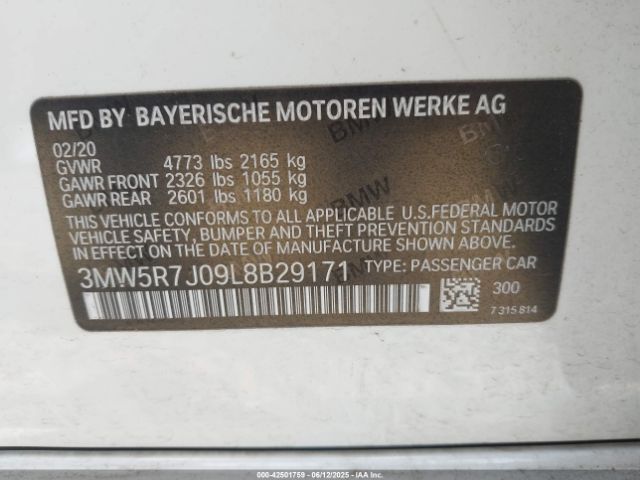 MFD BY BAYERISCHE MOTOREN WERKE AG
02/20
GVWR 4773 lbs 2165 kg
GAWR FRONT 2326 lbs 1055 kg
GAWR REAR 2601 lbs 1180 kg
THIS VEHICLE CONFORMS TO ALL APPLICABLE U.S.FEDERAL MOTOR
VEHICLE SAFETY, BUMPER AND THEFT PREVENTION STANDARDS
IN EFFECT ON THE DATE OF MANUFACTURE SHOWN ABOVE.
3MW5R7J09L8B29171 TYPE: PASSENGER CAR
300
7 315 814
BMW
BMW
000-42501759 - 06/12/2025 - IAA Inc.